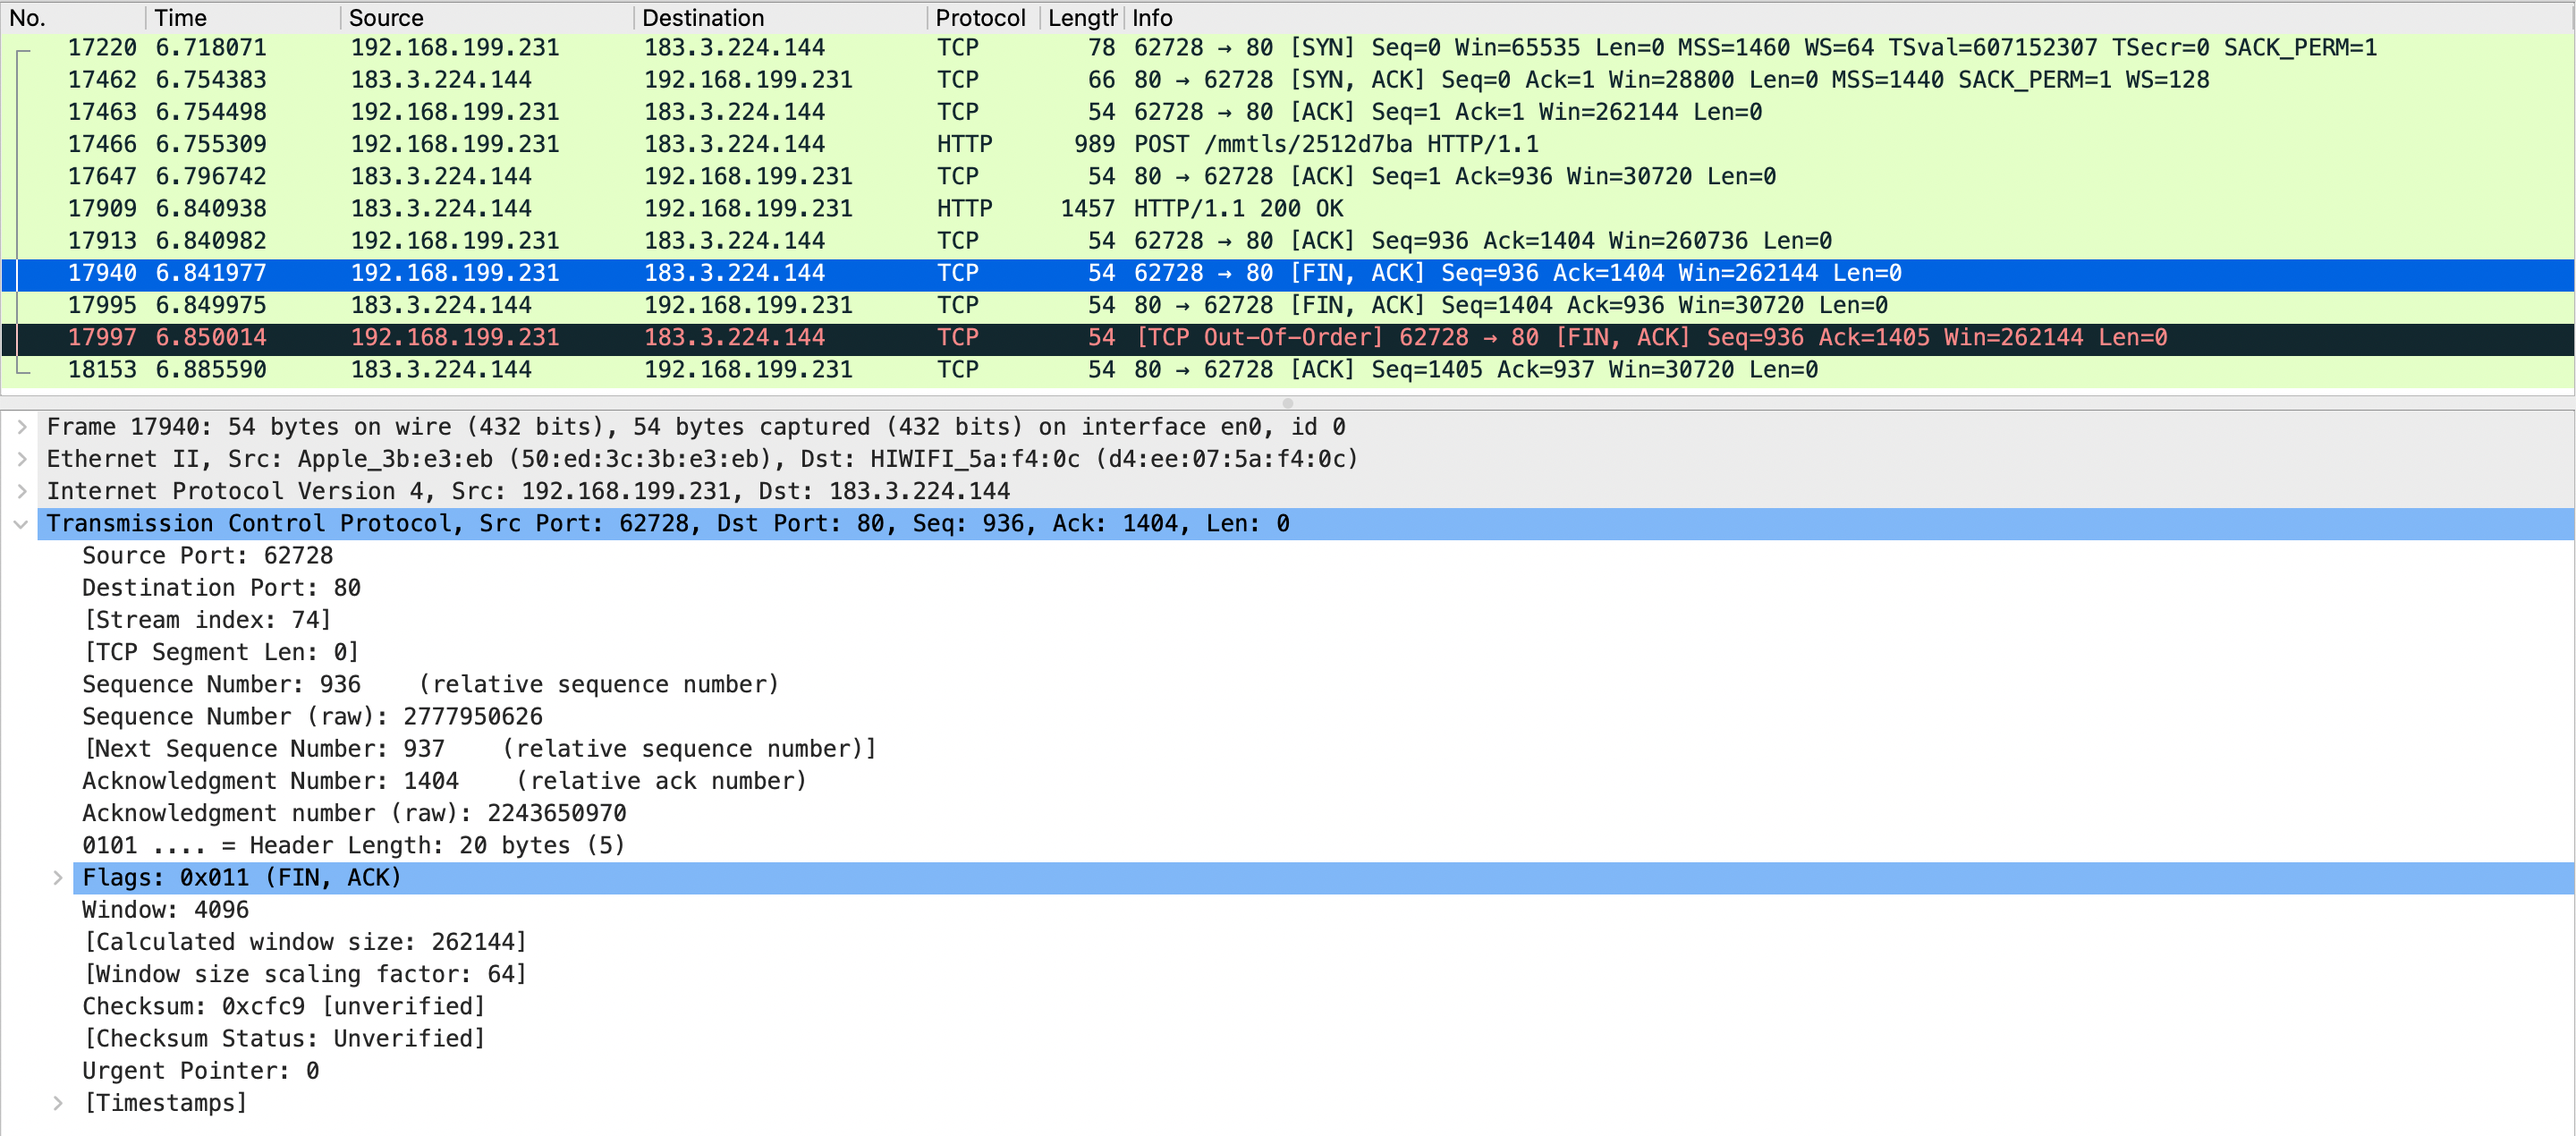 No. Time Source Destination Protocol Length Info
17220 6.718071 192.168.199.231 183.3.224.144 TCP 78 62728 → 80 [SYN] Seq=0 Win=65535 Len=0 MSS=1460 WS=64 TSval=607152307 TSecr=0 SACK_PERM=1
17462 6.754383 183.3.224.144 192.168.199.231 TCP 66 80 → 62728 [SYN, ACK] Seq=0 Ack=1 Win=28800 Len=0 MSS=1440 SACK_PERM=1 WS=128
17463 6.754498 192.168.199.231 183.3.224.144 TCP 54 62728 → 80 [ACK] Seq=1 Ack=1 Win=262144 Len=0
17466 6.755309 192.168.199.231 183.3.224.144 HTTP 989 POST /mmtls/2512d7ba HTTP/1.1
17647 6.796742 183.3.224.144 192.168.199.231 TCP 54 80 → 62728 [ACK] Seq=1 Ack=936 Win=30720 Len=0
17909 6.840938 183.3.224.144 192.168.199.231 HTTP 1457 HTTP/1.1 200 OK
17913 6.840982 192.168.199.231 183.3.224.144 TCP 54 62728 → 80 [ACK] Seq=936 Ack=1404 Win=260736 Len=0
17940 6.841977 192.168.199.231 183.3.224.144 TCP 54 62728 → 80 [FIN, ACK] Seq=936 Ack=1404 Win=262144 Len=0
17995 6.849975 183.3.224.144 192.168.199.231 TCP 54 80 → 62728 [FIN, ACK] Seq=1404 Ack=936 Win=30720 Len=0
17997 6.850014 192.168.199.231 183.3.224.144 TCP 54 [TCP Out-Of-Order] 62728 → 80 [FIN, ACK] Seq=936 Ack=1405 Win=262144 Len=0
18153 6.885590 183.3.224.144 192.168.199.231 TCP 54 80 → 62728 [ACK] Seq=1405 Ack=937 Win=30720 Len=0
Frame 17940: 54 bytes on wire (432 bits), 54 bytes captured (432 bits) on interface en0, id 0
Ethernet II, Src: Apple_3b:e3:eb (50:ed:3c:3b:e3:eb), Dst: HIWIFI_5a:f4:0c (d4:ee:07:5a:f4:0c)
Internet Protocol Version 4, Src: 192.168.199.231, Dst: 183.3.224.144
Transmission Control Protocol, Src Port: 62728, Dst Port: 80, Seq: 936, Ack: 1404, Len: 0
Source Port: 62728
Destination Port: 80
[Stream index: 74]
[TCP Segment Len: 0]
Sequence Number: 936 (relative sequence number)
Sequence Number (raw): 2777950626
[Next Sequence Number: 937 (relative sequence number)]
Acknowledgment Number: 1404 (relative ack number)
Acknowledgment number (raw): 2243650970
0101 .... = Header Length: 20 bytes (5)
Flags: 0x011 (FIN, ACK)
Window: 4096
[Calculated window size: 262144]
[Window size scaling factor: 64]
Checksum: 0xcfc9 [unverified]
[Checksum Status: Unverified]
Urgent Pointer: 0
[Timestamps]